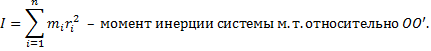 I = ∑_{i=1}^{n} m_i r_i^2 – момент инерции системы м. т. относительно OO′.